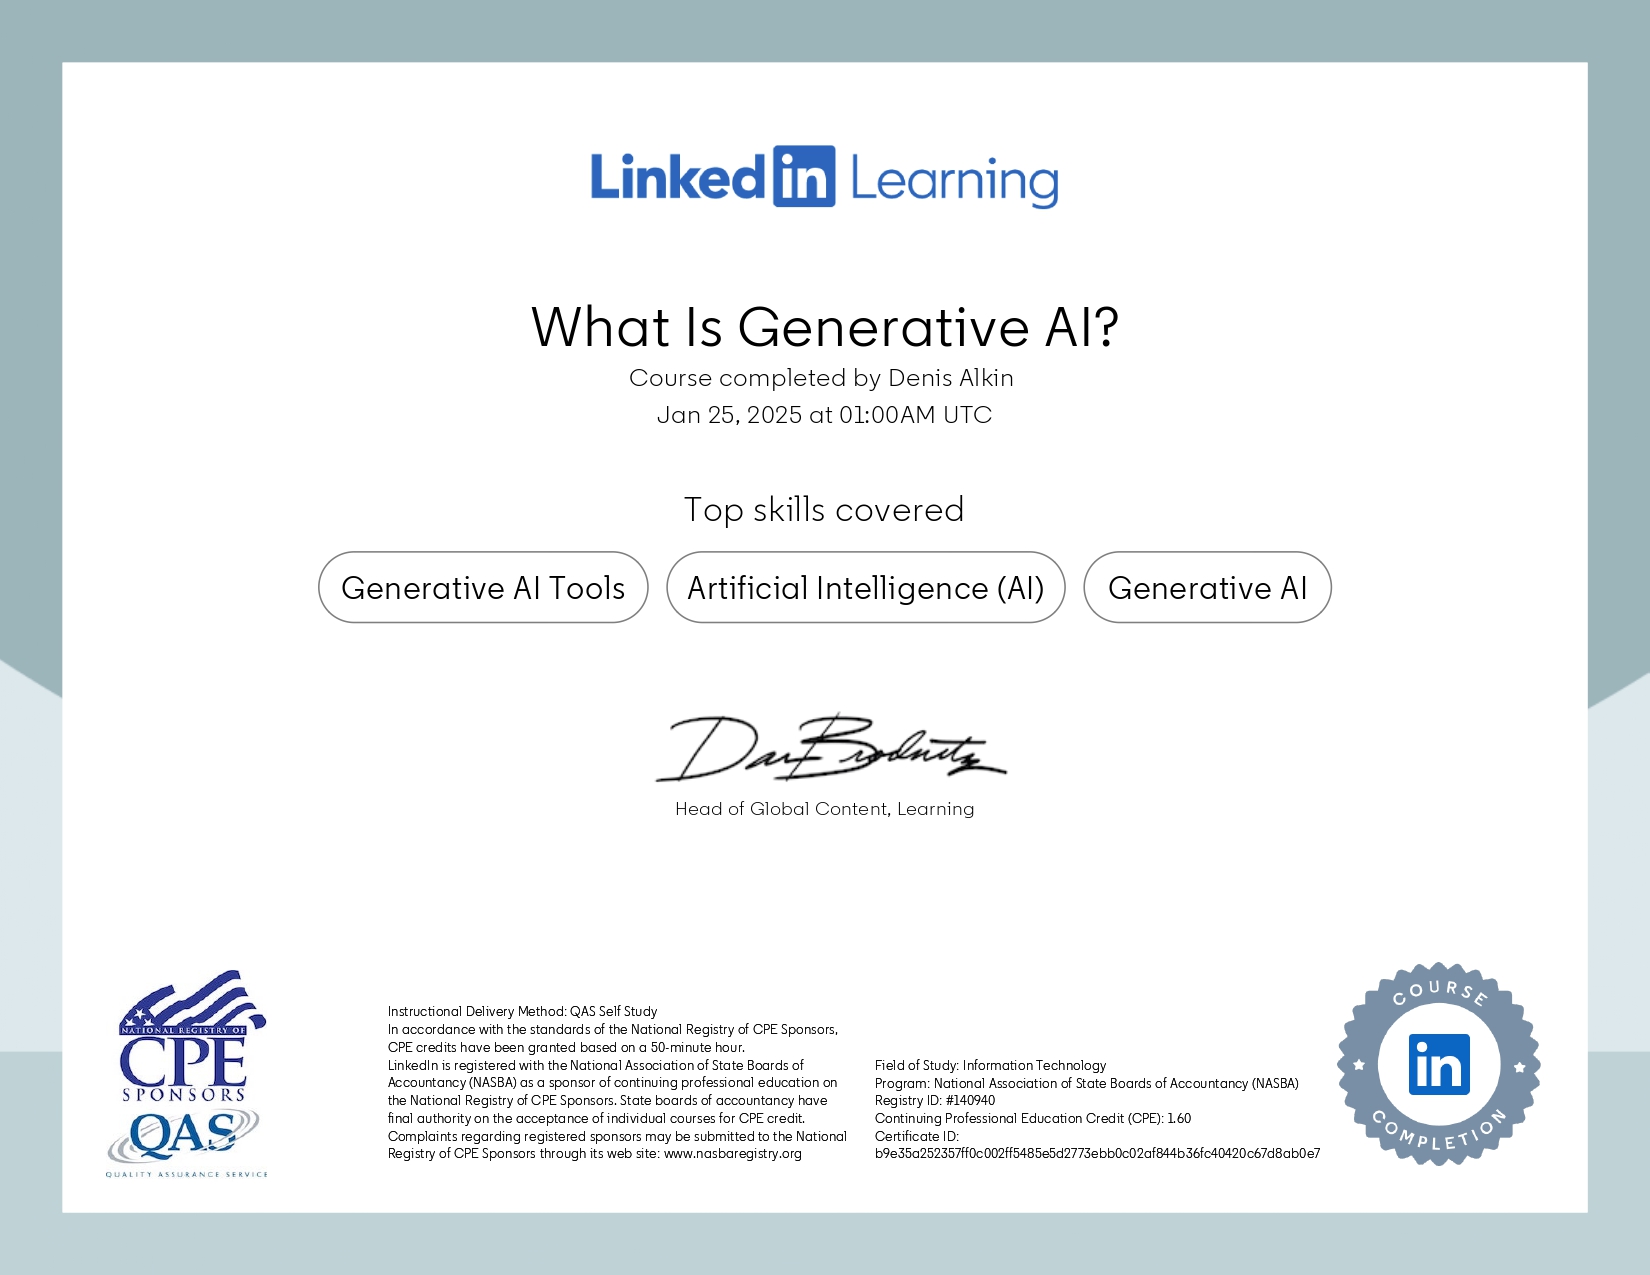 LinkedIn Learning
What Is Generative AI?
Course completed by Denis Alkin
Jan 25, 2025 at 01:00AM UTC
Top skills covered
Generative AI Tools
Artificial Intelligence (AI)
Generative AI
Dan Brodnitz
Head of Global Content, Learning
NATIONAL REGISTRY OF
CPE
SPONSORS
QAS
QUALITY ASSURANCE SERVICE
Instructional Delivery Method: QAS Self Study
In accordance with the standards of the National Registry of CPE Sponsors,
CPE credits have been granted based on a 50-minute hour.
LinkedIn is registered with the National Association of State Boards of
Accountancy (NASBA) as a sponsor of continuing professional education on
the National Registry of CPE Sponsors. State boards of accountancy have
final authority on the acceptance of individual courses for CPE credit.
Complaints regarding registered sponsors may be submitted to the National
Registry of CPE Sponsors through its web site: www.nasbaregistry.org
Field of Study: Information Technology
Program: National Association of State Boards of Accountancy (NASBA)
Registry ID: #140940
Continuing Professional Education Credit (CPE): 1.60
Certificate ID:
b9e35a252357ff0c002ff5485e5d2773ebb0c02af844b36fc40420c67d8ab0e7
COURSE
in
COMPLETION